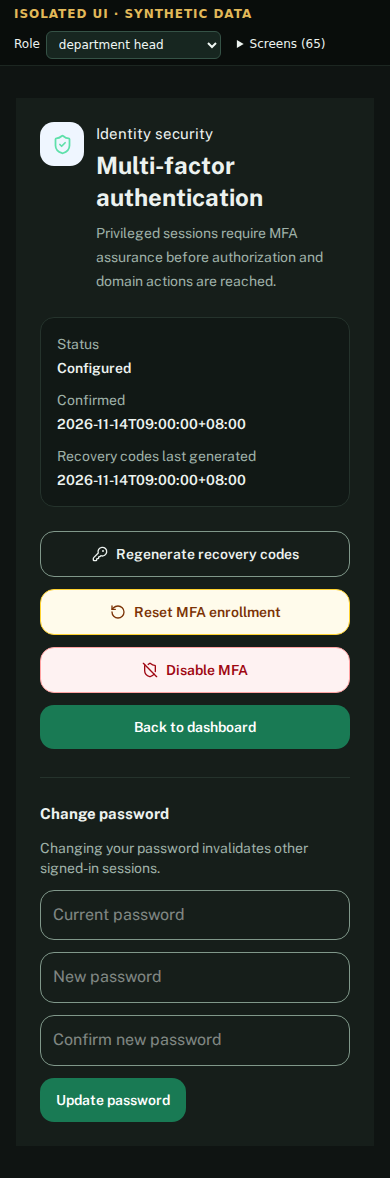 ISOLATED UI · SYNTHETIC DATA
Role department head ▶ Screens (65)
Identity security
Multi-factor
authentication
Privileged sessions require MFA
assurance before authorization and
domain actions are reached.
Status
Configured
Confirmed
2026-11-14T09:00:00+08:00
Recovery codes last generated
2026-11-14T09:00:00+08:00
Regenerate recovery codes
Reset MFA enrollment
Disable MFA
Back to dashboard
Change password
Changing your password invalidates other
signed-in sessions.
Current password
New password
Confirm new password
Update password